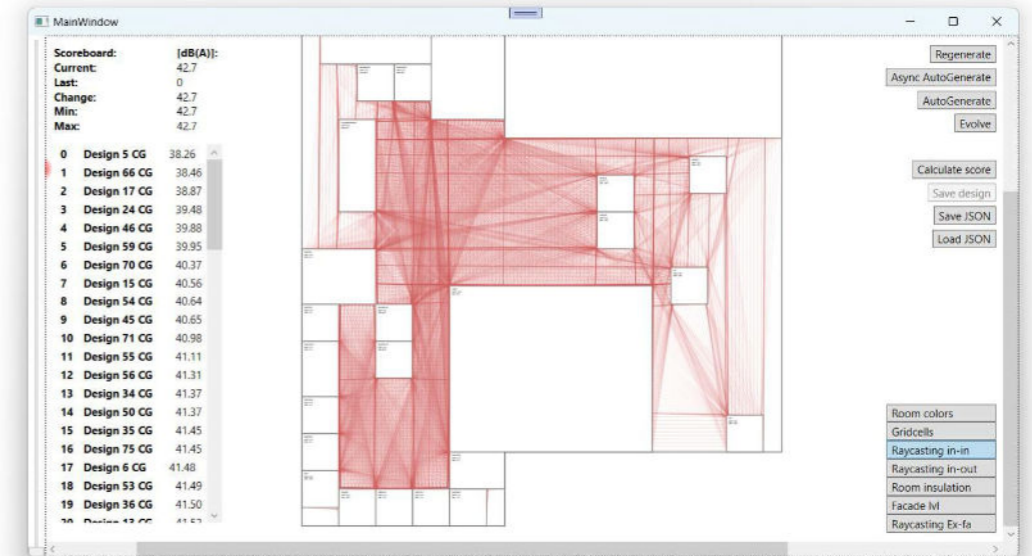 MainWindow
Scoreboard: [dB(A)]:
Current: 42.7
Last: 0
Change: 42.7
Min: 42.7
Max: 42.7
0 Design 5 CG 38.26
1 Design 66 CG 38.46
2 Design 17 CG 38.87
3 Design 24 CG 39.48
4 Design 46 CG 39.88
5 Design 59 CG 39.95
6 Design 70 CG 40.37
7 Design 15 CG 40.56
8 Design 54 CG 40.64
9 Design 45 CG 40.65
10 Design 71 CG 40.98
11 Design 55 CG 41.11
12 Design 56 CG 41.31
13 Design 34 CG 41.37
14 Design 50 CG 41.37
15 Design 35 CG 41.45
16 Design 75 CG 41.45
17 Design 6 CG 41.48
18 Design 53 CG 41.49
19 Design 36 CG 41.50
20 Design 13 CG 41.52
Regenerate
Async AutoGenerate
AutoGenerate
Evolve
Calculate score
Save design
Save JSON
Load JSON
Room colors
Gridcells
Raycasting in-in
Raycasting in-out
Room insulation
Facade lvl
Raycasting Ex-fa